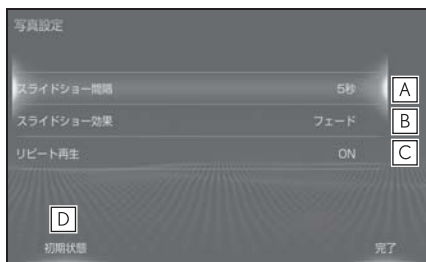 写真設定
スライドショー間隔 5秒 A
スライドショー効果 フェード B
リピート再生 ON C
D
初期状態 完了